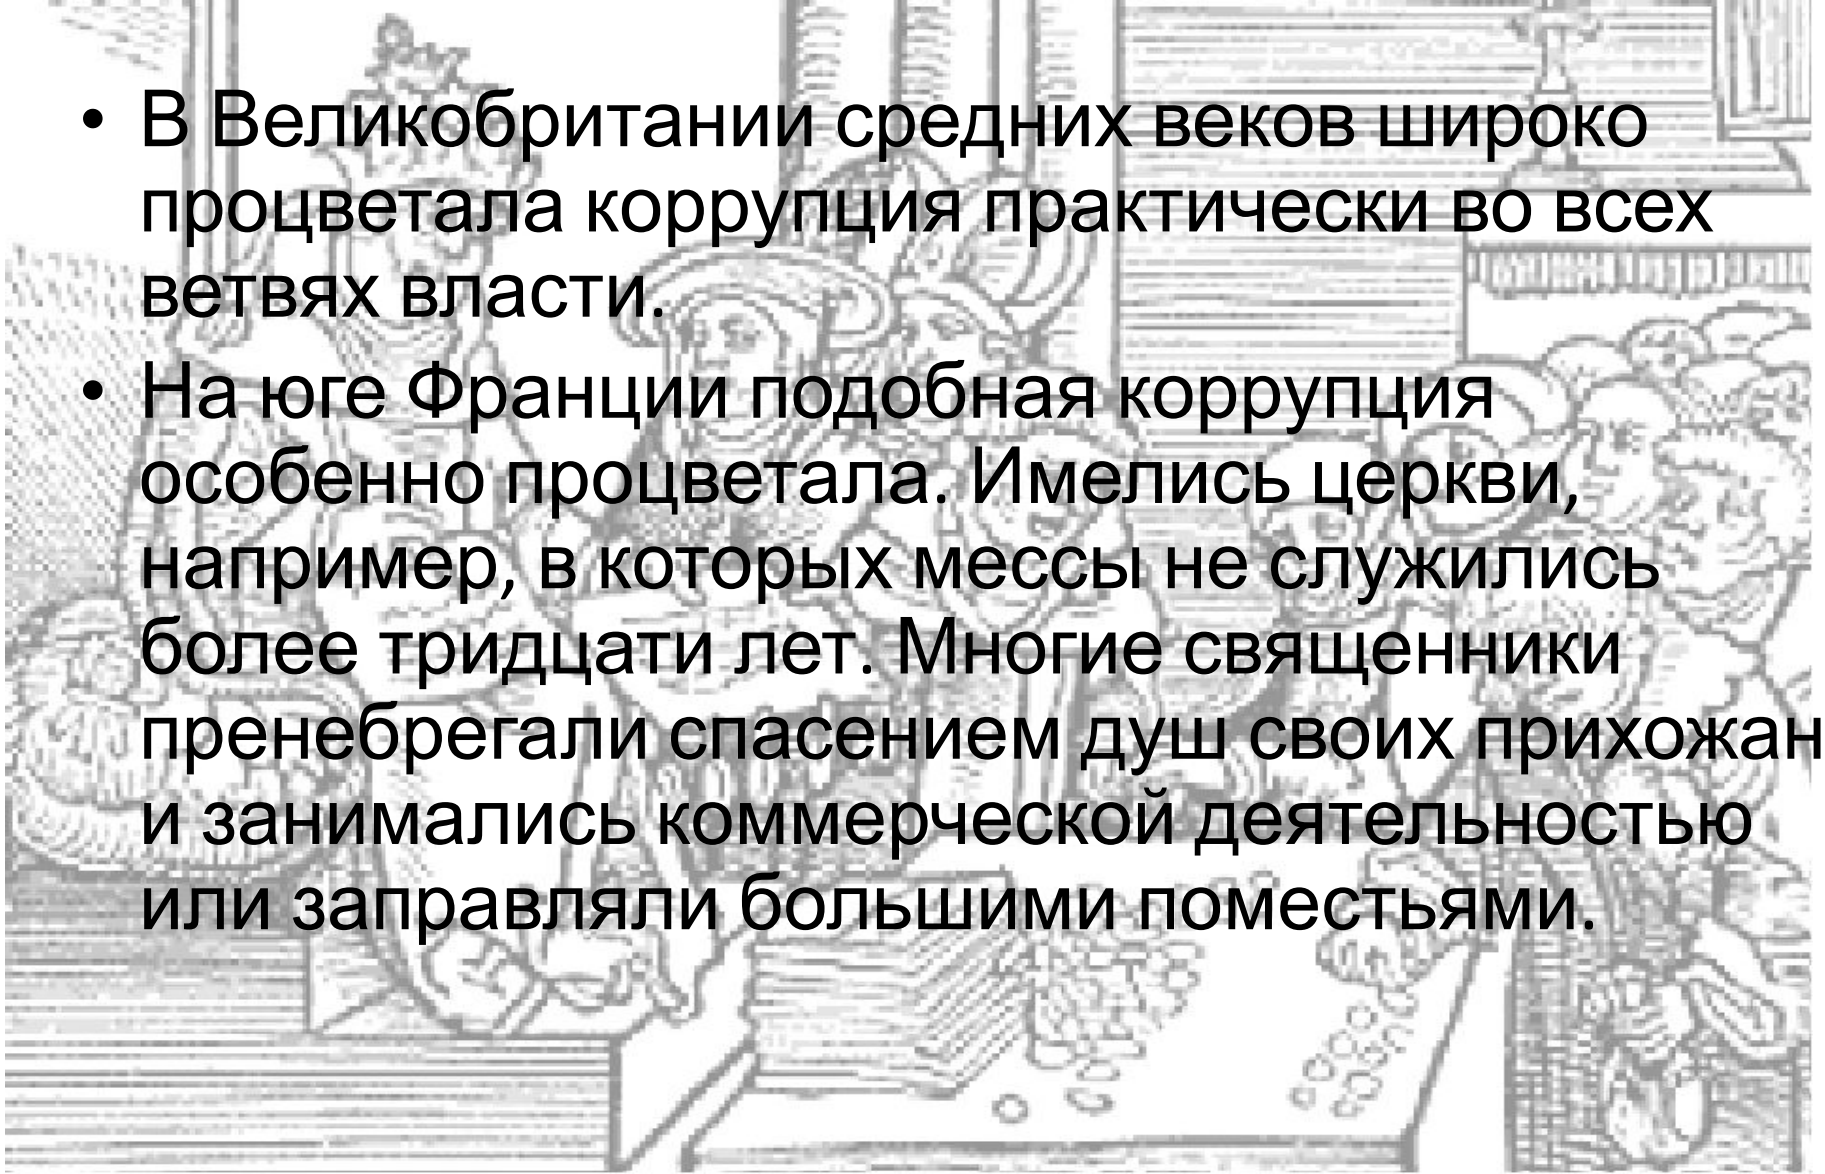 • В Великобритании средних веков широко
процветала коррупция практически во всех
ветвях власти.
• На юге Франции подобная коррупция
особенно процветала. Имелись церкви,
например, в которых мессы не служились
более тридцати лет. Многие священники
пренебрегали спасением душ своих прихожан
и занимались коммерческой деятельностью
или заправляли большими поместьями.